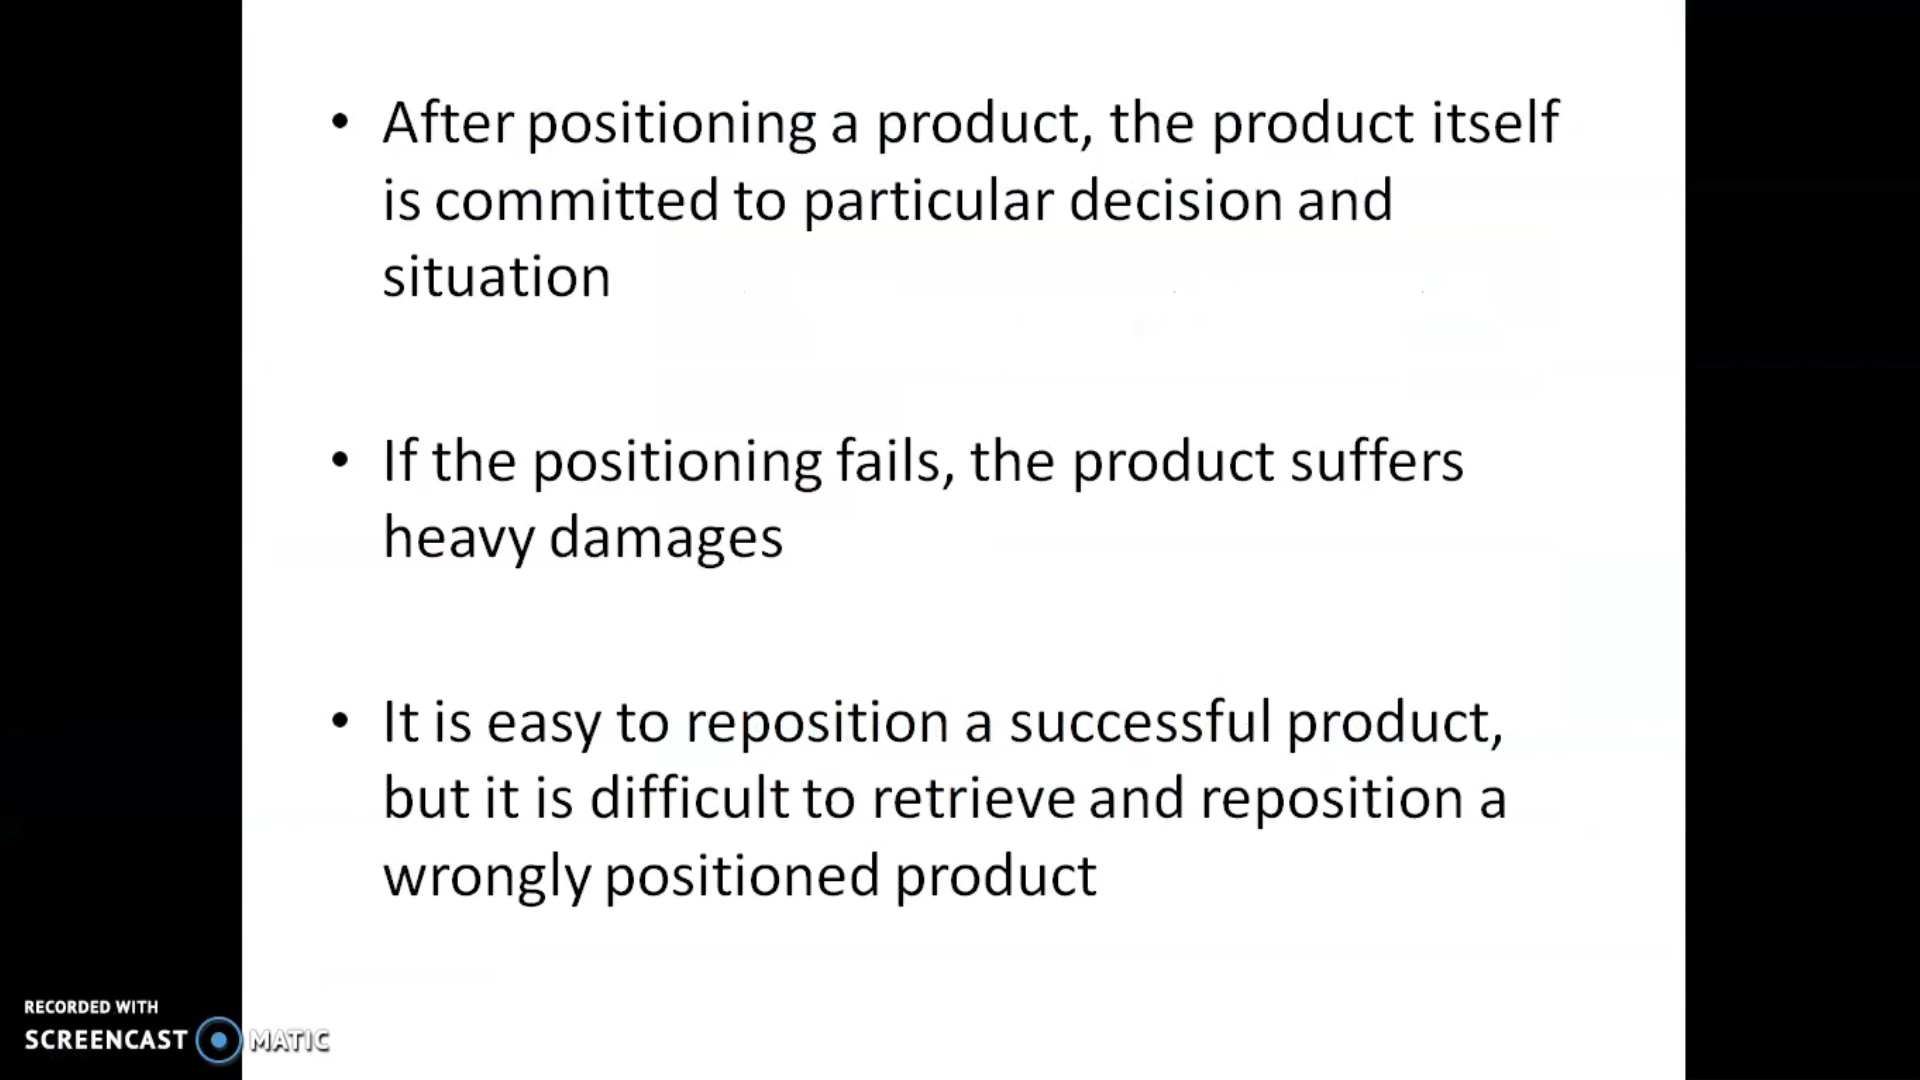 • After positioning a product, the product itself
is committed to particular decision and
situation
• If the positioning fails, the product suffers
heavy damages
• It is easy to reposition a successful product,
but it is difficult to retrieve and reposition a
wrongly positioned product
RECORDED WITH
SCREENCAST MATIC